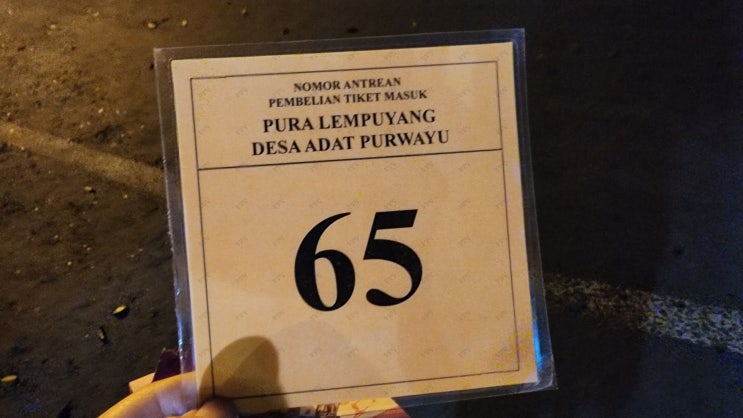 NOMOR ANTREAN
PEMBELIAN TIKET MASUK
PURA LEMPUYANG
DESA ADAT PURWAYU
65